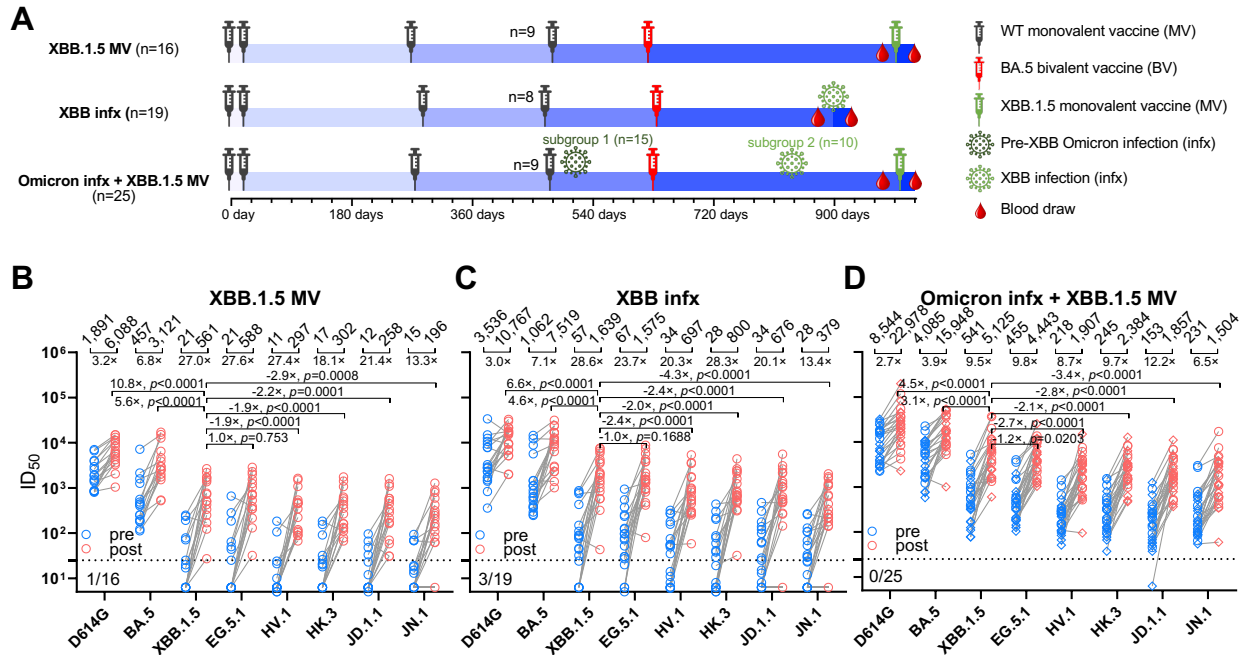 A
XBB.1.5 MV (n=16)
n=9
XBB infx
(n=19)
n=8
subgroup 1 (n=15)
subgroup 2 (n=10)
Omicron infx + XBB.1.5 MV
(n=25)
n=9
0 day
180 days
360 days
540 days
720 days
900 days
WT monovalent vaccine (MV)
BA.5 bivalent vaccine (BV)
XBB.1.5 monovalent vaccine (MV)
Pre-XBB Omicron infection (infx)
XBB infection (infx)
Blood draw
B
XBB.1.5 MV
1,891 6,088 457 3,121 21 561 21 588 11 297 17 302 12 258 15 196
3.2× 6.8× 27.0× 27.6× 27.4× 18.1× 21.4× 13.3×
-2.9×, p=0.0008
10.8×, p<0.0001
-2.2×, p=0.0001
5.6×, p<0.0001
-1.9×, p<0.0001
-1.9×, p<0.0001
1.0×, p=0.753
ID50
10^6
10^5
10^4
10^3
10^2
10^1
pre
post
1/16
D614G BA.5 XBB.1.5 EG.5.1 HV.1 HK.3 JD.1.1 JN.1
C
XBB infx
3,536 10,767 1,062 7,519 57 1,639 67 1,575 34 697 28 800 34 676 28 379
3.0× 7.1× 28.6× 23.7× 20.3× 28.3× 20.1× 13.4×
-4.3×, p<0.0001
6.6×, p<0.0001
-2.4×, p<0.0001
4.6×, p<0.0001
-2.0×, p<0.0001
-2.4×, p<0.0001
-1.0×, p=0.1688
pre
post
3/19
D614G BA.5 XBB.1.5 EG.5.1 HV.1 HK.3 JD.1.1 JN.1
D
Omicron infx + XBB.1.5 MV
8,544 22,978 4,085 15,948 541 5,125 455 4,443 218 1,907 245 2,384 153 1,857 231 1,504
2.7× 3.9× 9.5× 9.8× 8.7× 9.7× 12.2× 6.5×
-3.4×, p<0.0001
4.5×, p<0.0001
-2.8×, p<0.0001
3.1×, p<0.0001
-2.1×, p<0.0001
-2.7×, p<0.0001
-1.2×, p=0.0203
pre
post
0/25
D614G BA.5 XBB.1.5 EG.5.1 HV.1 HK.3 JD.1.1 JN.1